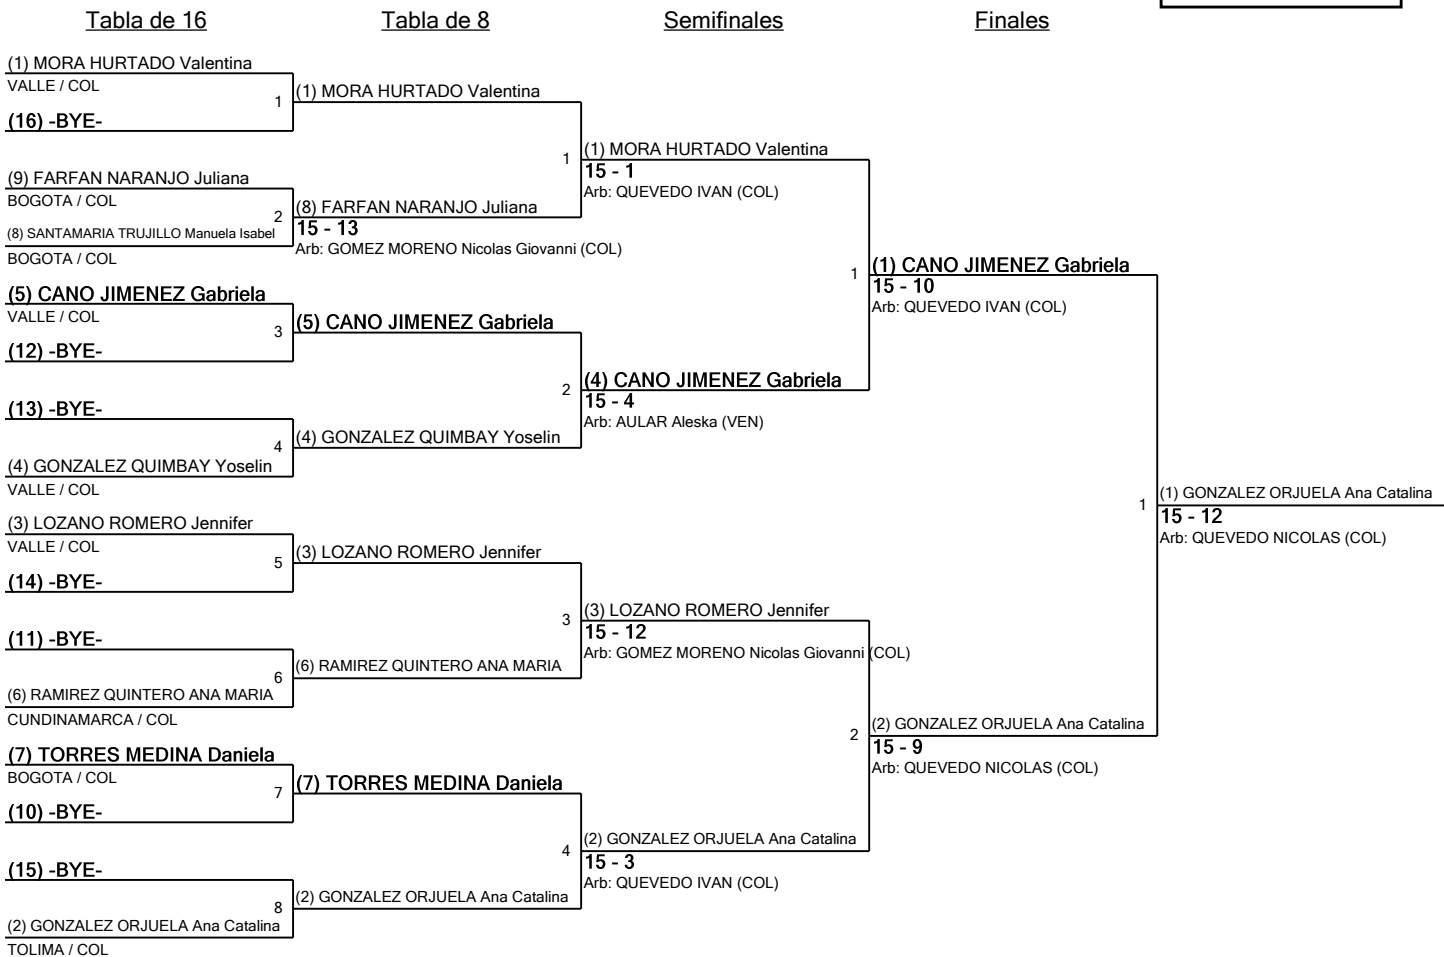 Tabla de 16
Tabla de 8
Semifinales
Finales
(1) MORA HURTADO Valentina
VALLE / COL
1
(16) -BYE-
(9) FARFAN NARANJO Juliana
BOGOTA / COL
2
(8) SANTAMARIA TRUJILLO Manuela Isabel
BOGOTA / COL
(5) CANO JIMENEZ Gabriela
VALLE / COL
3
(12) -BYE-
(13) -BYE-
4
(4) GONZALEZ QUIMBAY Yoselin
VALLE / COL
(3) LOZANO ROMERO Jennifer
VALLE / COL
5
(14) -BYE-
(11) -BYE-
6
(6) RAMIREZ QUINTERO ANA MARIA
CUNDINAMARCA / COL
(7) TORRES MEDINA Daniela
BOGOTA / COL
7
(10) -BYE-
(15) -BYE-
8
(2) GONZALEZ ORJUELA Ana Catalina
TOLIMA / COL
(1) MORA HURTADO Valentina
1
(8) FARFAN NARANJO Juliana
15 - 13
Arb: GOMEZ MORENO Nicolas Giovanni (COL)
(5) CANO JIMENEZ Gabriela
2
(4) GONZALEZ QUIMBAY Yoselin
(3) LOZANO ROMERO Jennifer
3
(6) RAMIREZ QUINTERO ANA MARIA
(7) TORRES MEDINA Daniela
4
(2) GONZALEZ ORJUELA Ana Catalina
(1) MORA HURTADO Valentina
15 - 1
Arb: QUEVEDO IVAN (COL)
1
(4) CANO JIMENEZ Gabriela
15 - 4
Arb: AULAR Aleska (VEN)
(3) LOZANO ROMERO Jennifer
15 - 12
Arb: GOMEZ MORENO Nicolas Giovanni (COL)
2
(2) GONZALEZ ORJUELA Ana Catalina
15 - 3
Arb: QUEVEDO IVAN (COL)
(1) CANO JIMENEZ Gabriela
15 - 10
Arb: QUEVEDO IVAN (COL)
1
(2) GONZALEZ ORJUELA Ana Catalina
15 - 9
Arb: QUEVEDO NICOLAS (COL)
(1) GONZALEZ ORJUELA Ana Catalina
15 - 12
Arb: QUEVEDO NICOLAS (COL)